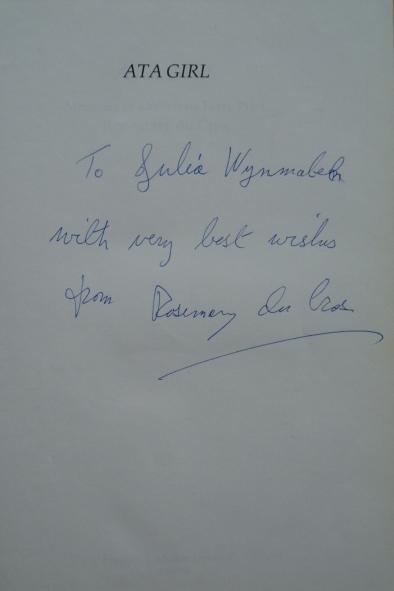 ATA GIRL
To Julia Wynmalen
with very best wishes
from Rosemary du Cros